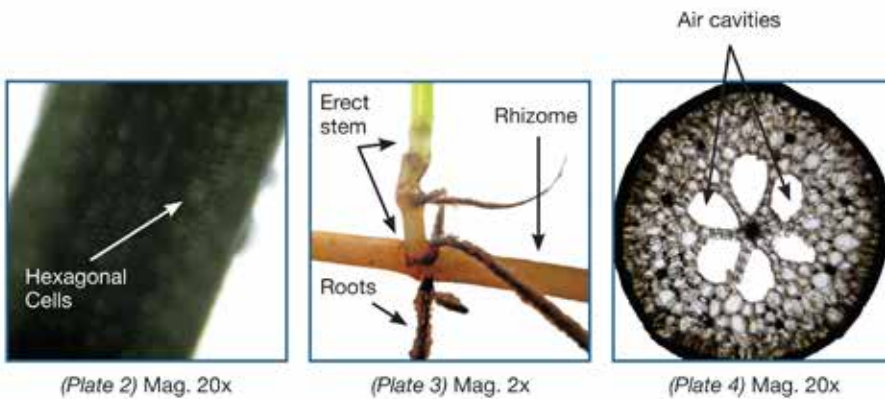 Air cavities
Erect
stem
Rhizome
Hexagonal
Cells
Roots
(Plate 2) Mag. 20x
(Plate 3) Mag. 2x
(Plate 4) Mag. 20x